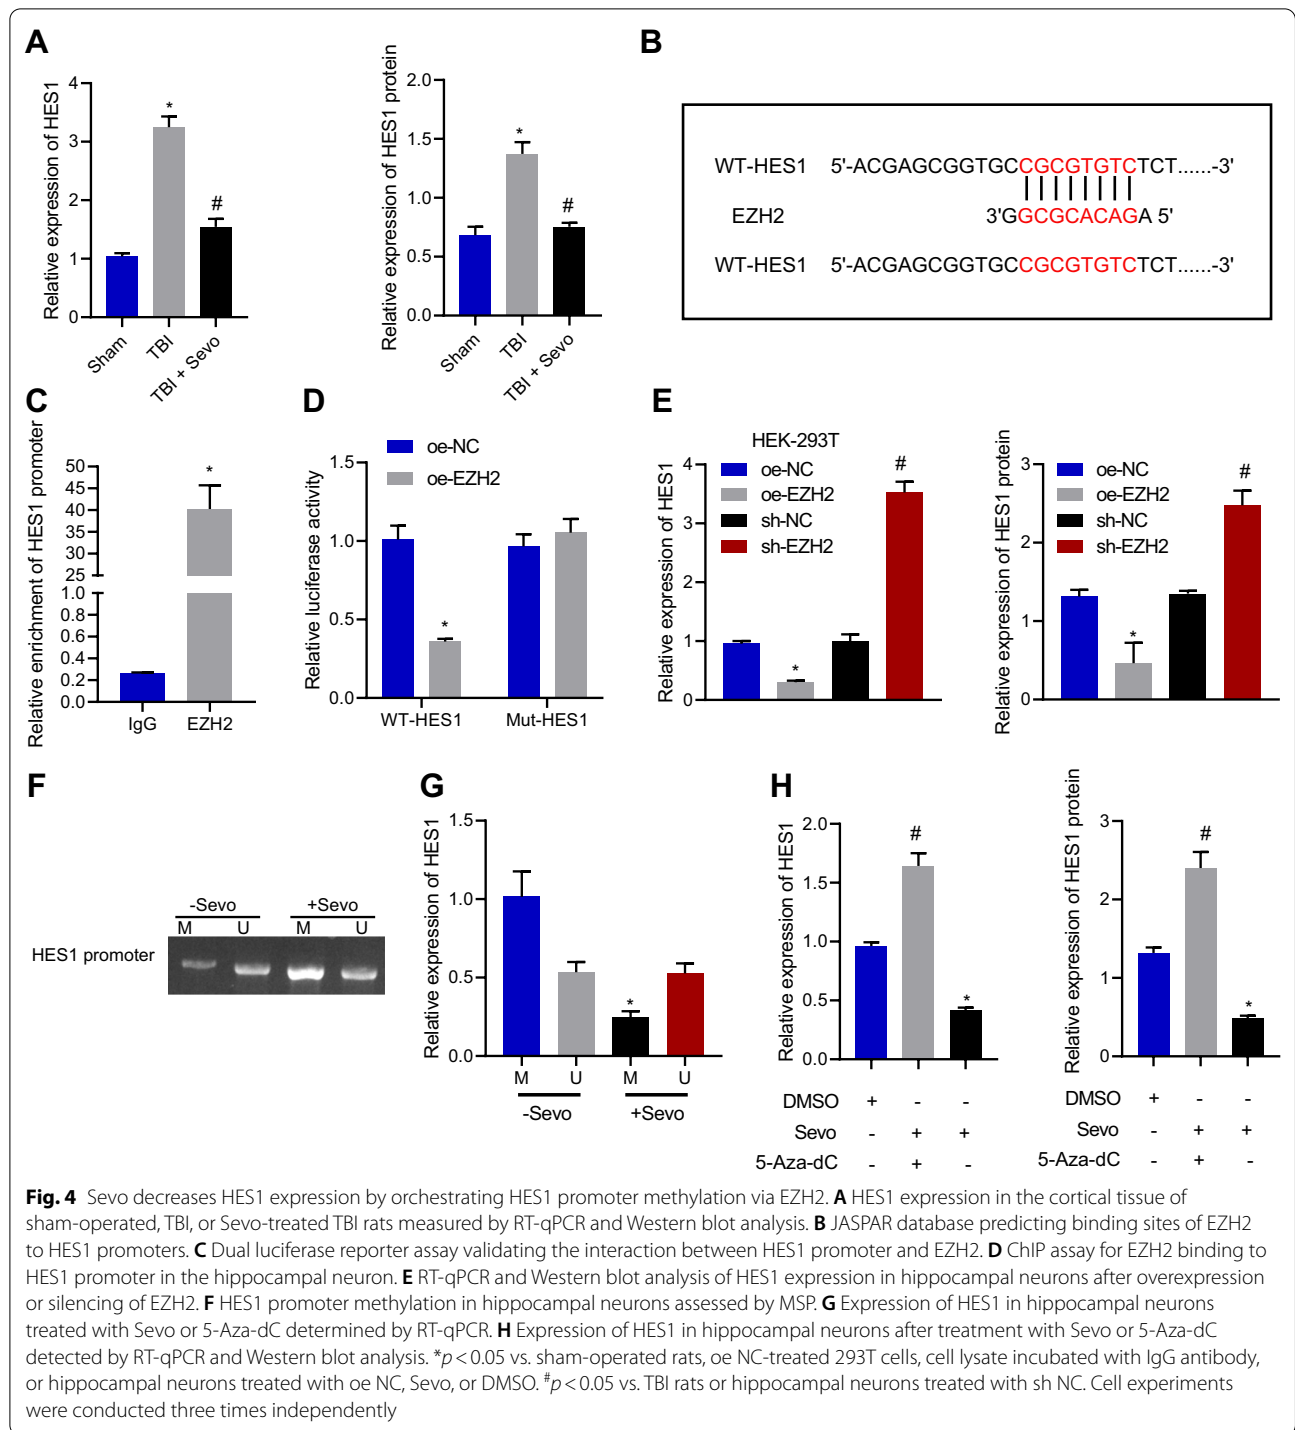 A
Relative expression of HES1
4
3
2
1
0
Sham
TBI
TBI + Sevo
*
#
Relative expression of HES1 protein
2.0
1.5
1.0
0.5
0.0
Sham
TBI
TBI + Sevo
*
#
B
WT-HES1 5'-ACGAGCGGTGCCGCGTGTCTCT......-3'
EZH2 3'GGCGCACAGA 5'
WT-HES1 5'-ACGAGCGGTGCCGCGTGTCTCT......-3'
C
Relative enrichment of HES1 promoter
50
45
40
35
30
25
1.0
0.8
0.6
0.4
0.2
0.0
IgG EZH2
*
D
oe-NC
oe-EZH2
Relative luciferase activity
1.5
1.0
0.5
0.0
WT-HES1 Mut-HES1
*
E
HEK-293T
Relative expression of HES1
4
3
2
1
0
oe-NC
oe-EZH2
sh-NC
sh-EZH2
*
#
Relative expression of HES1 protein
3
2
1
0
oe-NC
oe-EZH2
sh-NC
sh-EZH2
*
#
F
-Sevo +Sevo
M U M U
HES1 promoter
G
Relative expression of HES1
1.5
1.0
0.5
0.0
*
M U M U
-Sevo +Sevo
H
Relative expression of HES1
2.0
1.5
1.0
0.5
0.0
#
*
DMSO + - -
Sevo - + +
5-Aza-dC - + -
Relative expression of HES1 protein
3
2
1
0
#
*
DMSO + - -
Sevo - + +
5-Aza-dC - + -
Fig. 4 Sevo decreases HES1 expression by orchestrating HES1 promoter methylation via EZH2. A HES1 expression in the cortical tissue of
sham-operated, TBI, or Sevo-treated TBI rats measured by RT-qPCR and Western blot analysis. B JASPAR database predicting binding sites of EZH2
to HES1 promoters. C Dual luciferase reporter assay validating the interaction between HES1 promoter and EZH2. D ChIP assay for EZH2 binding to
HES1 promoter in the hippocampal neuron. E RT-qPCR and Western blot analysis of HES1 expression in hippocampal neurons after overexpression
or silencing of EZH2. F HES1 promoter methylation in hippocampal neurons assessed by MSP. G Expression of HES1 in hippocampal neurons
treated with Sevo or 5-Aza-dC determined by RT-qPCR. H Expression of HES1 in hippocampal neurons after treatment with Sevo or 5-Aza-dC
detected by RT-qPCR and Western blot analysis. *p < 0.05 vs. sham-operated rats, oe NC-treated 293T cells, cell lysate incubated with IgG antibody,
or hippocampal neurons treated with oe NC, Sevo, or DMSO. #p < 0.05 vs. TBI rats or hippocampal neurons treated with sh NC. Cell experiments
were conducted three times independently